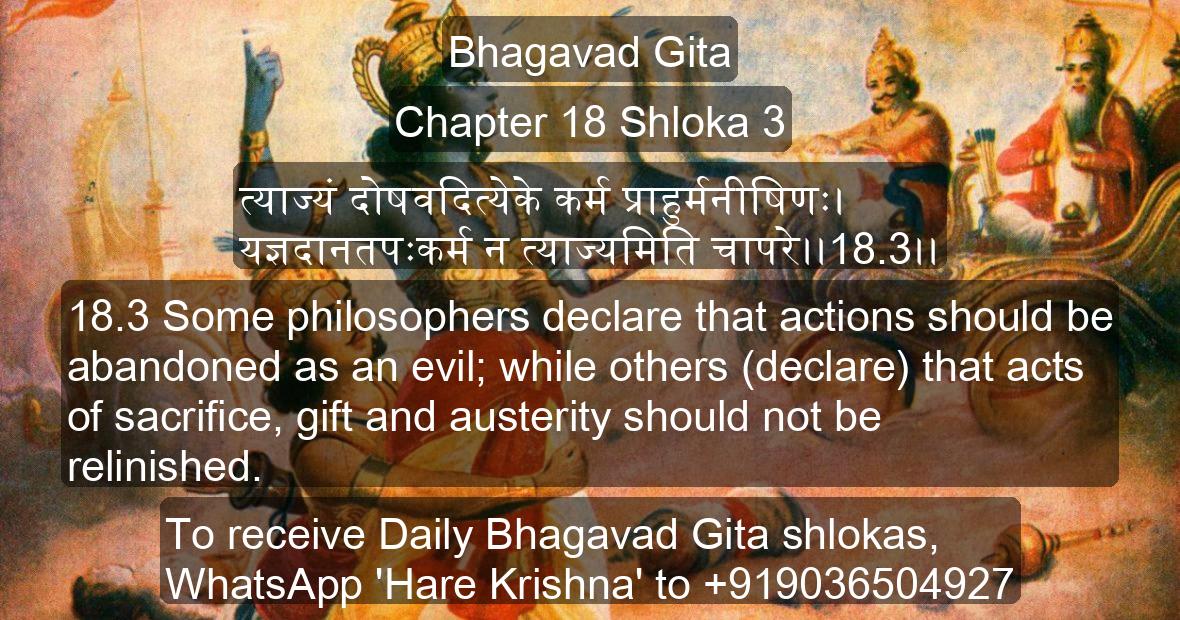 Bhagavad Gita
Chapter 18 Shloka 3
त्याज्यं दोषवदित्येके कर्म प्राहुर्मनीषिणः।
यज्ञदानतपःकर्म न त्याज्यमिति चापरे।।18.3।।
18.3 Some philosophers declare that actions should be
abandoned as an evil; while others (declare) that acts
of sacrifice, gift and austerity should not be
relinished.
To receive Daily Bhagavad Gita shlokas,
WhatsApp 'Hare Krishna' to +919036504927